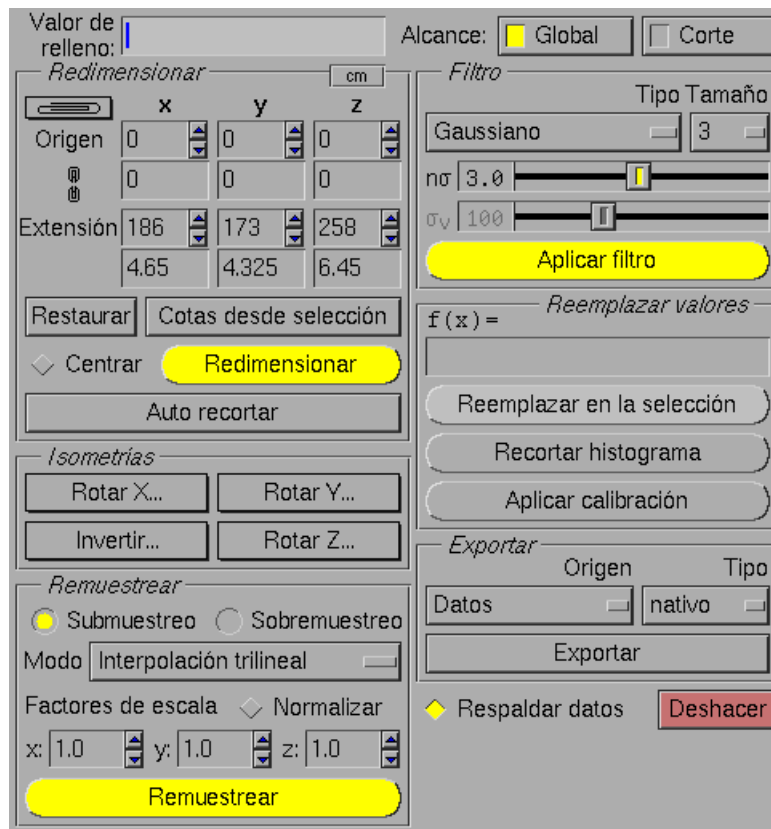 Valor de relleno:
Alcance: Global Corte
Redimensionar cm
x y z
Origen 0 0 0
0 0 0
Extensión 186 173 258
4.65 4.325 6.45
Restaurar Cotas desde selección
Centrar Redimensionar
Auto recortar
Isometrías
Rotar X... Rotar Y...
Invertir... Rotar Z...
Remuestrear
Submuestreo Sobremuestreo
Modo Interpolación trilineal
Factores de escala Normalizar
x: 1.0 y: 1.0 z: 1.0
Remuestrear
Filtro
Tipo Tamaño
Gaussiano 3
nσ 3.0
σv 100
Aplicar filtro
Reemplazar valores
f(x)=
Reemplazar en la selección
Recortar histograma
Aplicar calibración
Exportar
Origen Tipo
Datos nativo
Exportar
Respaldar datos Deshacer